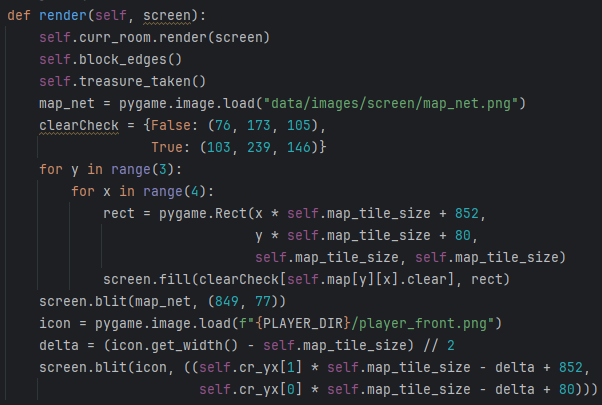 def render(self, screen):
    self.curr_room.render(screen)
    self.block_edges()
    self.treasure_taken()
    map_net = pygame.image.load("data/images/screen/map_net.png")
    clearCheck = {False: (76, 173, 105),
                  True: (103, 239, 146)}
    for y in range(3):
        for x in range(4):
            rect = pygame.Rect(x * self.map_tile_size + 852,
                               y * self.map_tile_size + 80,
                               self.map_tile_size, self.map_tile_size)
            screen.fill(clearCheck[self.map[y][x].clear], rect)
    screen.blit(map_net, (849, 77))
    icon = pygame.image.load(f"{PLAYER_DIR}/player_front.png")
    delta = (icon.get_width() - self.map_tile_size) // 2
    screen.blit(icon, ((self.cr_yx[1] * self.map_tile_size - delta + 852,
                        self.cr_yx[0] * self.map_tile_size - delta + 80)))